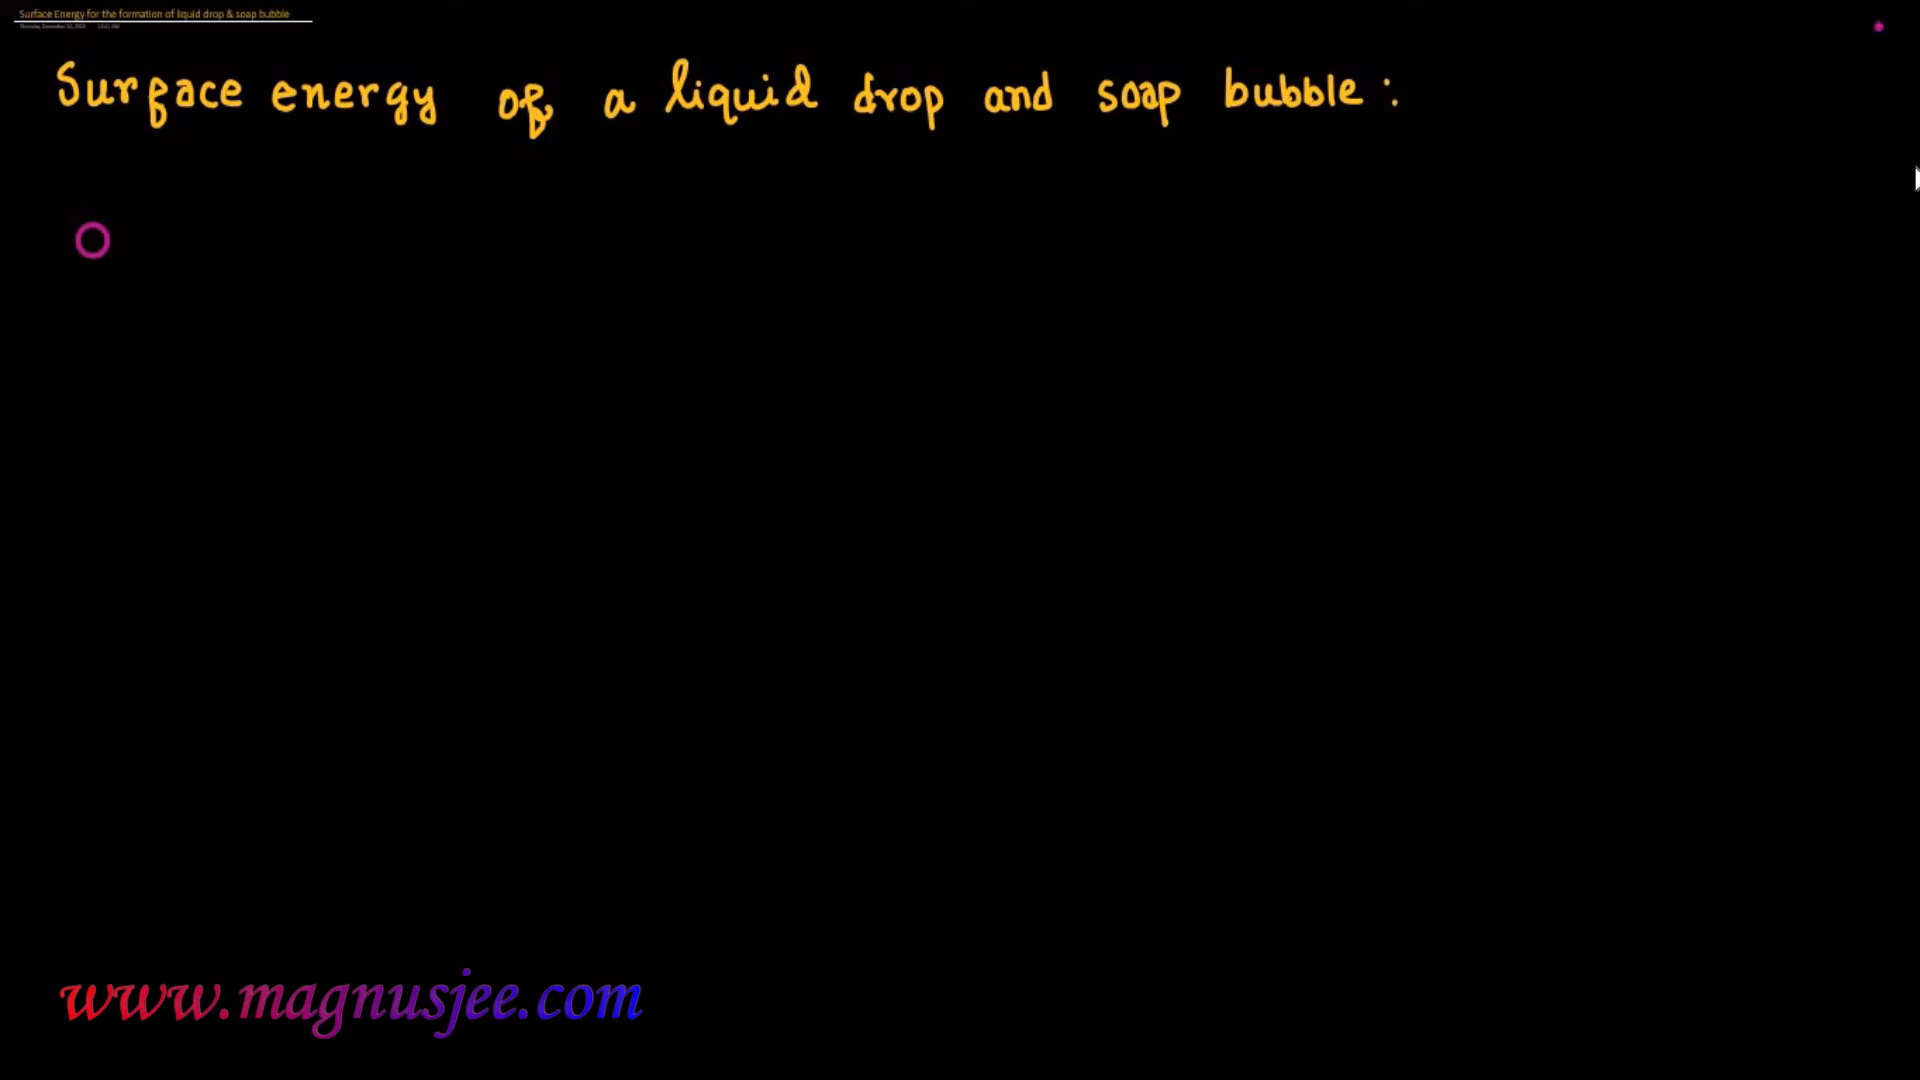 Surface Energy for the formation of liquid drop & soap bubble
Surface energy of a liquid drop and soap bubble :
www.magnusjee.com